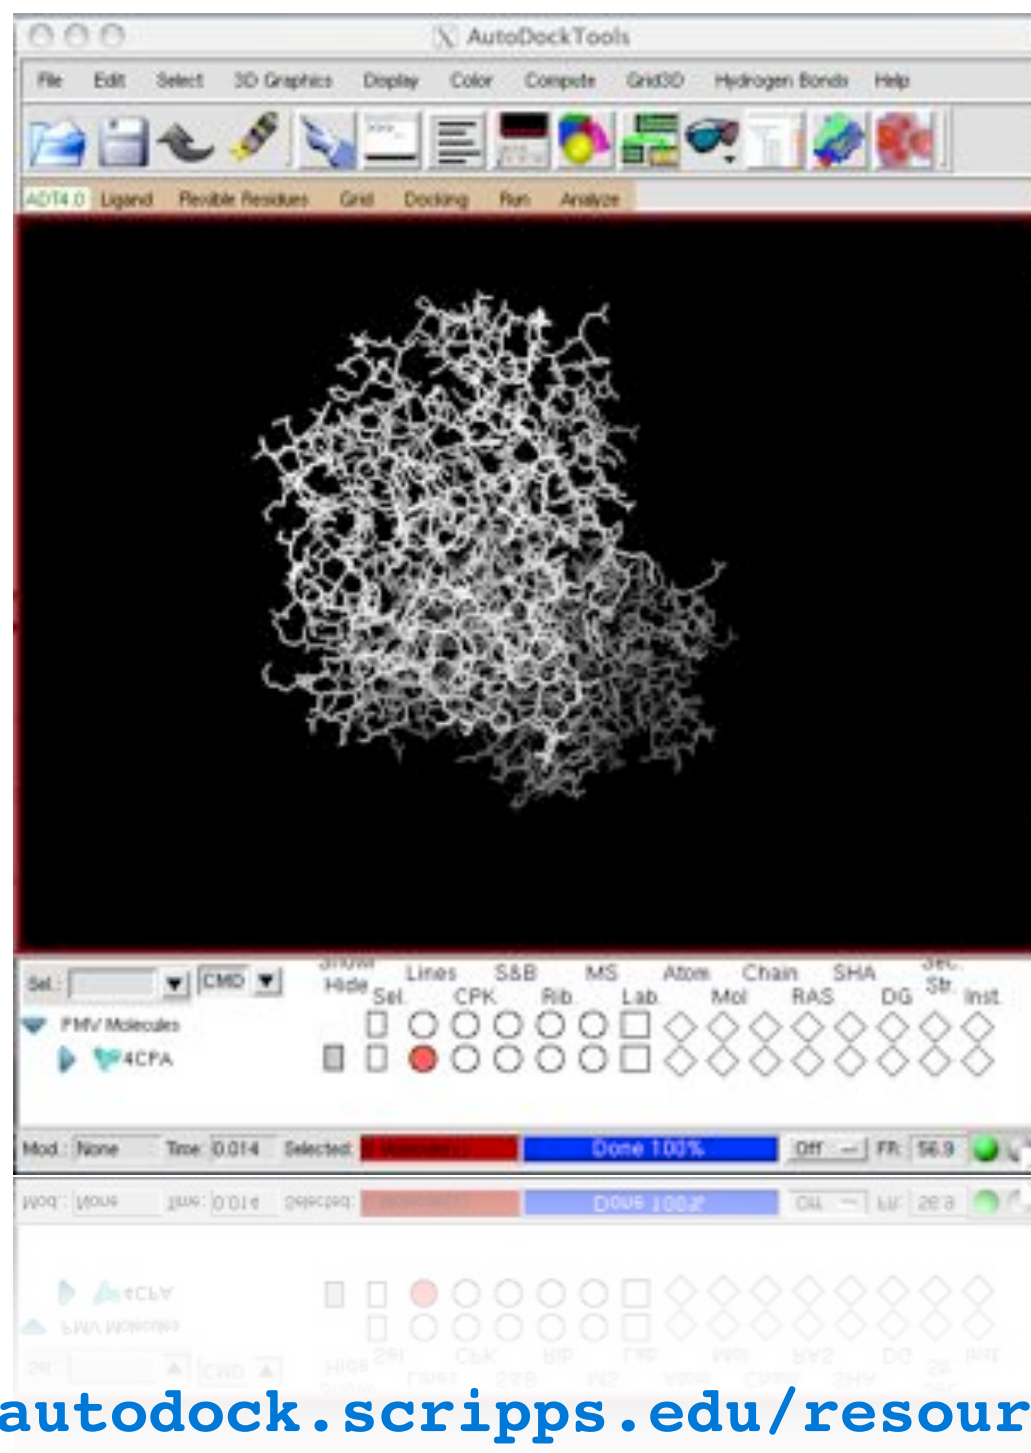 AutoDockTools
File Edit Select 3D Graphics Display Color Compute Grid3D Hydrogen Bonds Help
ADT4.0 Ligand Flexible Residues Grid Docking Run Analyze
Show/ Lines S&B MS Atom Chain SHA Sec.
Sel.: CMD Hide Sel. CPK Rib. Lab. Mol RAS DG Str. Inst.
PMV Molecules
4CPA
Mod.: None Time: 0.014 Selected: Done 100% Off FR: 56.9
autodock.scripps.edu/resour